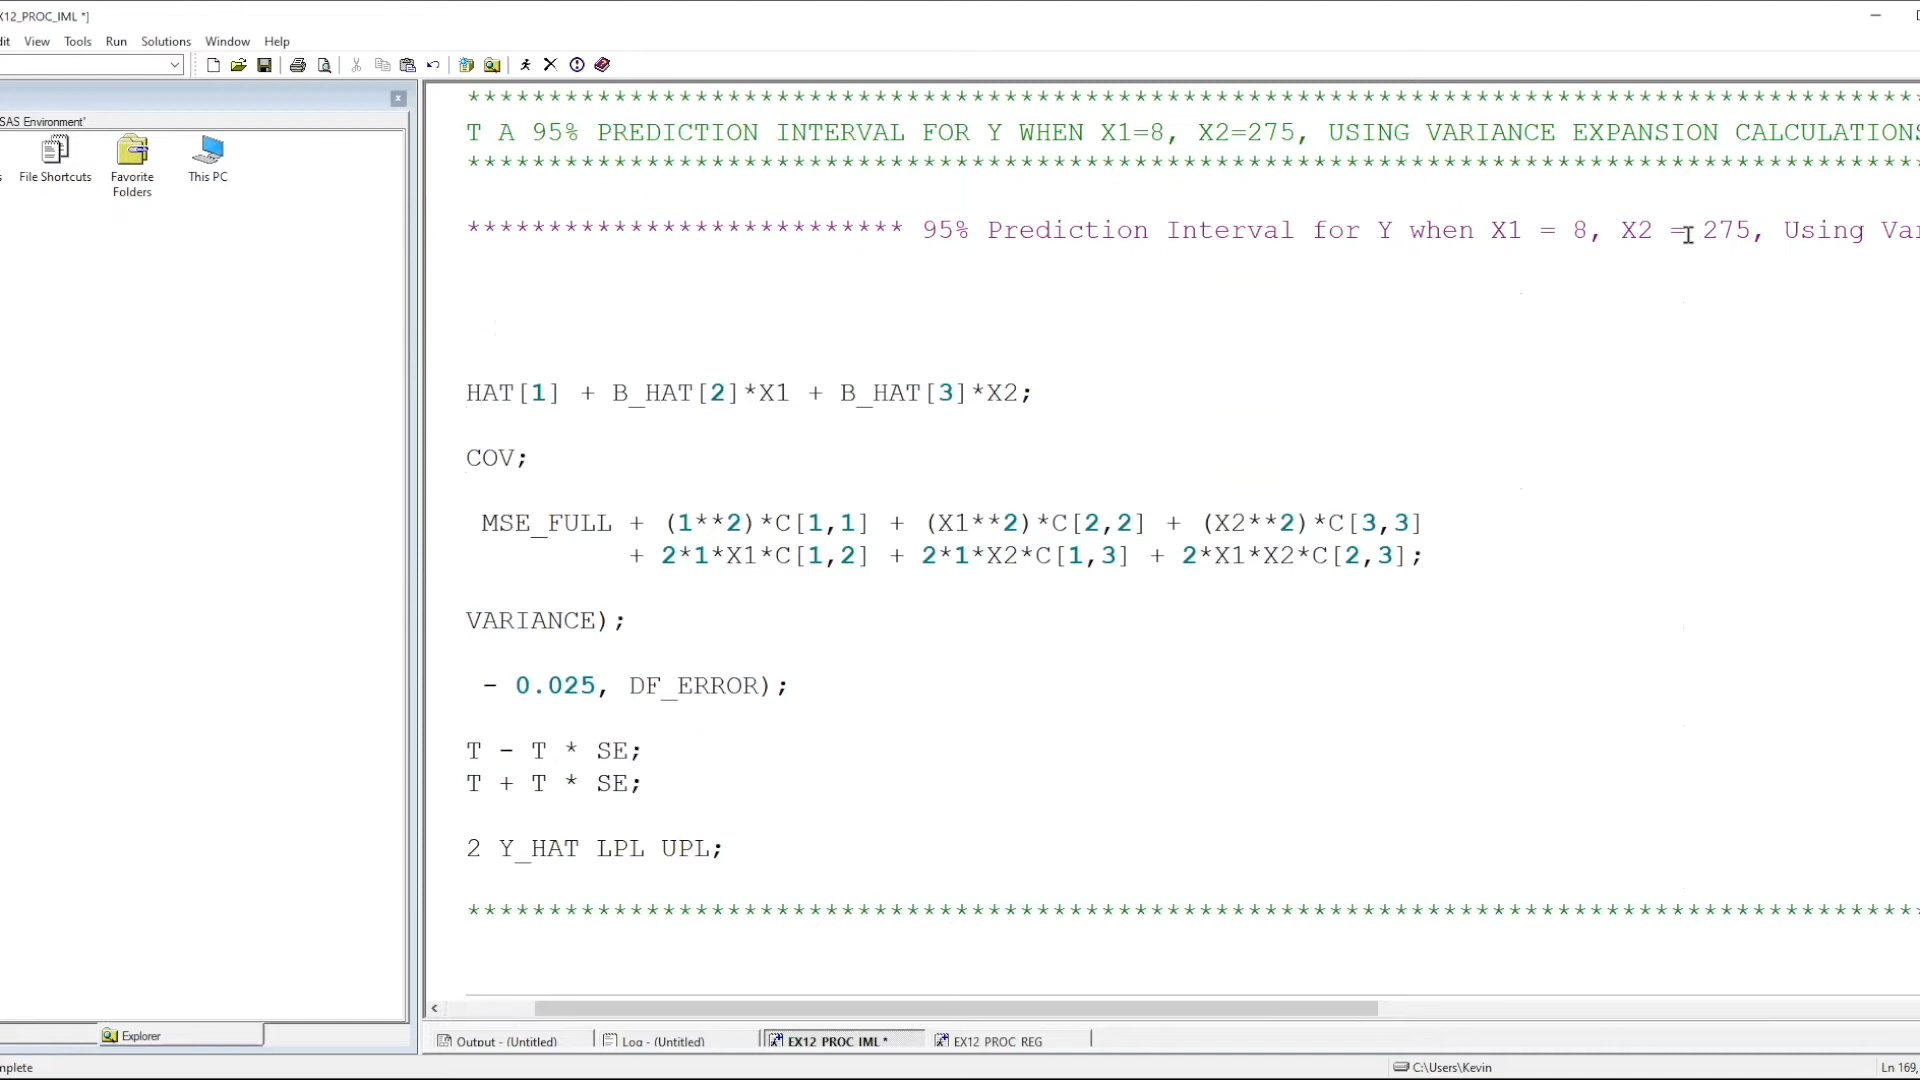 X12_PROC_IML *]
dit View Tools Run Solutions Window Help
SAS Environment'
File Shortcuts
Favorite Folders
This PC
*******************************************************************************************
T A 95% PREDICTION INTERVAL FOR Y WHEN X1=8, X2=275, USING VARIANCE EXPANSION CALCULATIONS
*******************************************************************************************
*************************** 95% Prediction Interval for Y when X1 = 8, X2 = 275, Using Var
HAT[1] + B_HAT[2]*X1 + B_HAT[3]*X2;
COV;
MSE_FULL + (1**2)*C[1,1] + (X1**2)*C[2,2] + (X2**2)*C[3,3]
+ 2*1*X1*C[1,2] + 2*1*X2*C[1,3] + 2*X1*X2*C[2,3];
VARIANCE);
- 0.025, DF_ERROR);
T - T * SE;
T + T * SE;
2 Y_HAT LPL UPL;
*******************************************************************************************
Explorer
Output - (Untitled)
Log - (Untitled)
EX12 PROC IML *
EX12 PROC REG
mplete
C:\Users\Kevin
Ln 169,